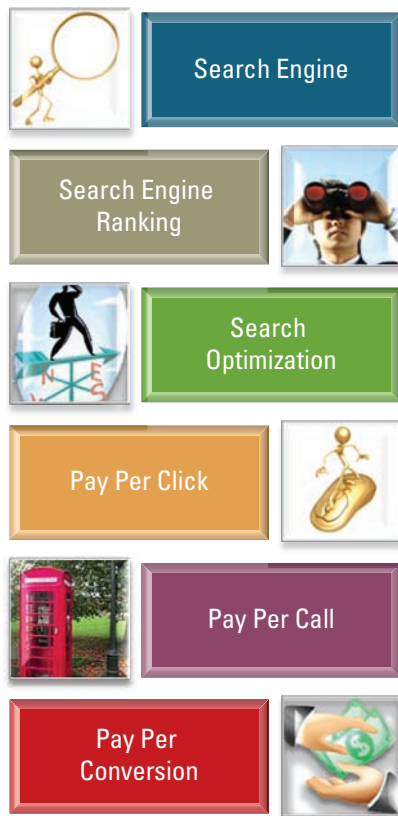 Search Engine
Search Engine
Ranking
N
E
S
Search
Optimization
Pay Per Click
Pay Per Call
Pay Per
Conversion